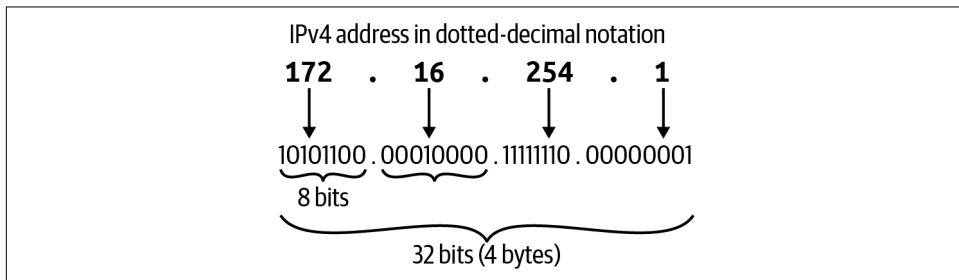 IPv4 address in dotted-decimal notation
172 . 16 . 254 . 1
10101100 . 00010000 . 11111110 . 00000001
8 bits
32 bits (4 bytes)